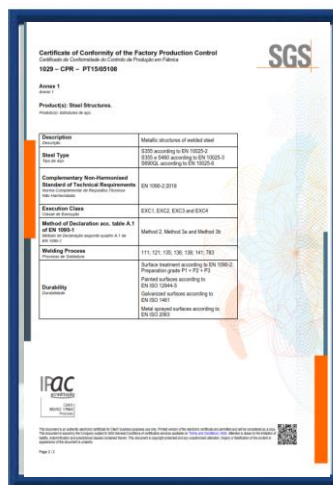 Certificate of Conformity of the Factory Production Control
Certificado de Conformidade do Controlo da Produção em Fábrica
SGS
1029 – CPR – PT15/05108
Annex 1
Anexo 1
Product(s): Steel Structures.
Produto(s): estruturas de aço.
Description
Descrição
Metallic structures of welded steel
Steel Type
Tipo de aço
S355 according to EN 10025-2
S355 e S460 according to EN 10025-3
S690QL according to EN 10025-6
Complementary Non-Harmonised
Standard of Technical Requirements
Norma Complementar de Requisitos Técnicos
Não Harmonizada
EN 1090-2:2018
Execution Class
Classe de Execução
EXC1, EXC2, EXC3 and EXC4
Method of Declaration acc. table A.1
of EN 1090-1
Método de Declaração segundo quadro A.1 da
EN 1090-1
Method 2, Method 3a and Method 3b
Welding Process
Processo de Soldadura
111; 121; 135; 136; 138; 141; 783
Durability
Durabilidade
Surface treatment according to EN 1090-2:
Preparation grade P1 + P2 + P3
Painted surfaces according to
EN ISO 12944-5
Galvanized surfaces according to
EN ISO 1461
Metal sprayed surfaces according to
EN ISO 2063
IPAC
acreditação
Page 2 / 2